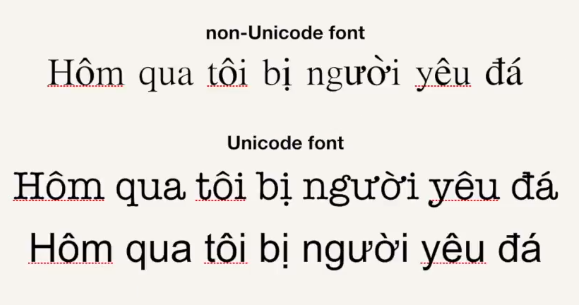 non-Unicode font
Hôm qua tôi bị người yêu đá
Unicode font
Hôm qua tôi bị người yêu đá
Hôm qua tôi bị người yêu đá